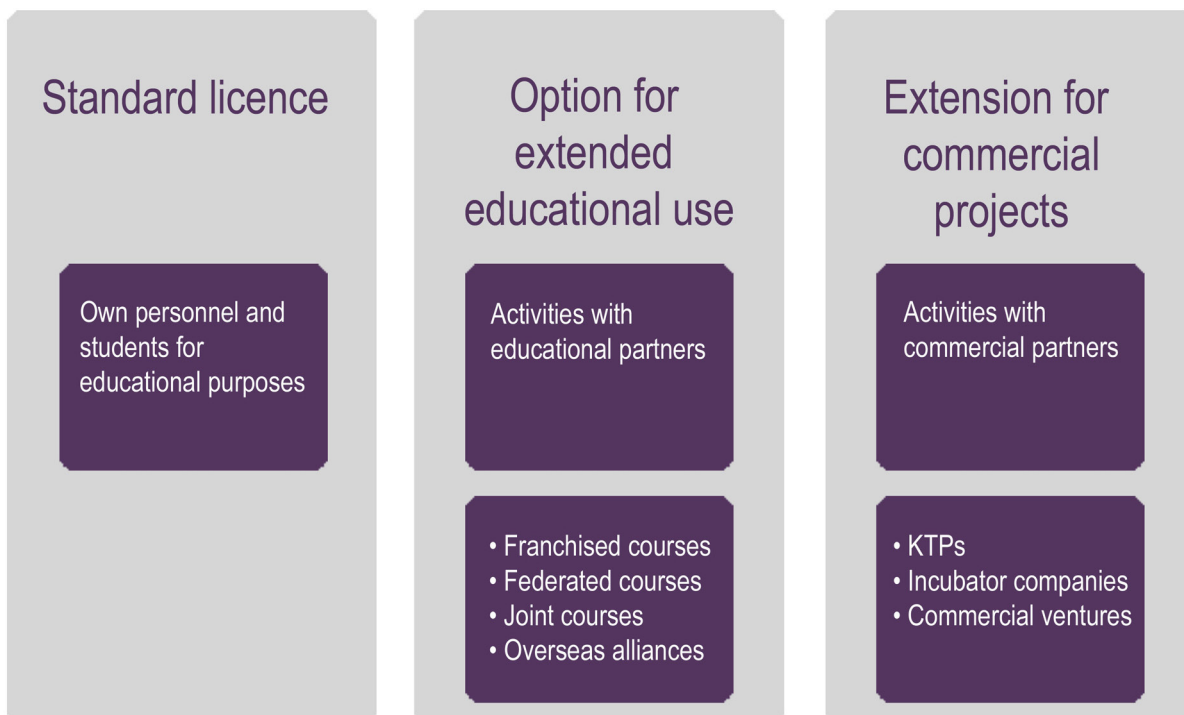 Standard licence
Own personnel and
students for
educational purposes
Option for
extended
educational use
Activities with
educational partners
• Franchised courses
• Federated courses
• Joint courses
• Overseas alliances
Extension for
commercial
projects
Activities with
commercial partners
• KTPs
• Incubator companies
• Commercial ventures